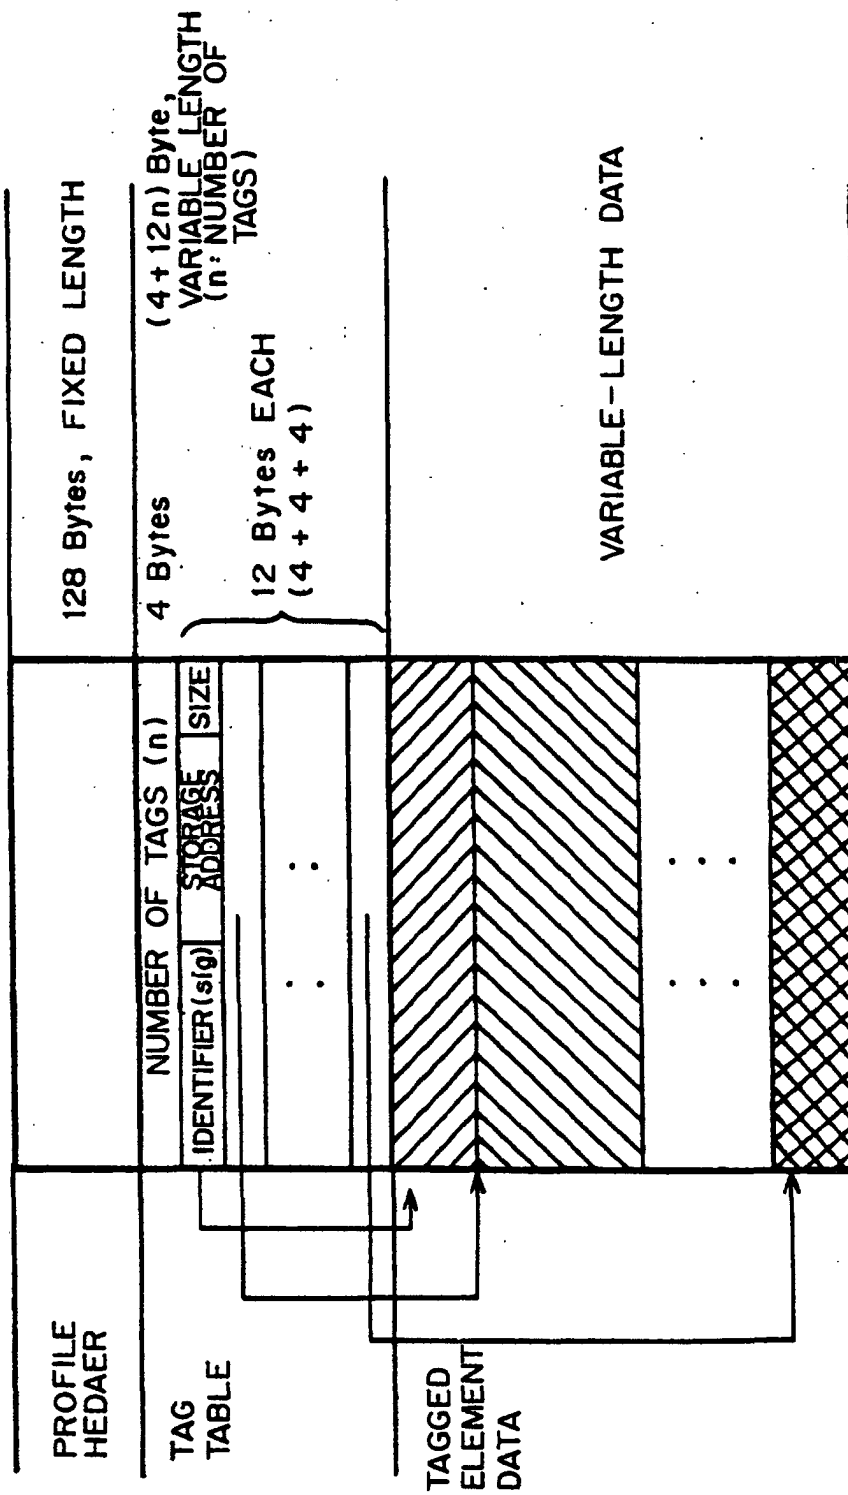 PROFILE
HEDAER
128 Bytes, FIXED LENGTH
TAG
TABLE
NUMBER OF TAGS (n)
4 Bytes
(4+12n) Byte,
VARIABLE LENGTH
(n: NUMBER OF
TAGS)
IDENTIFIER(sig)
STORAGE
ADDRESS
SIZE
12 Bytes EACH
(4+4+4)
TAGGED
ELEMENT
DATA
VARIABLE-LENGTH DATA